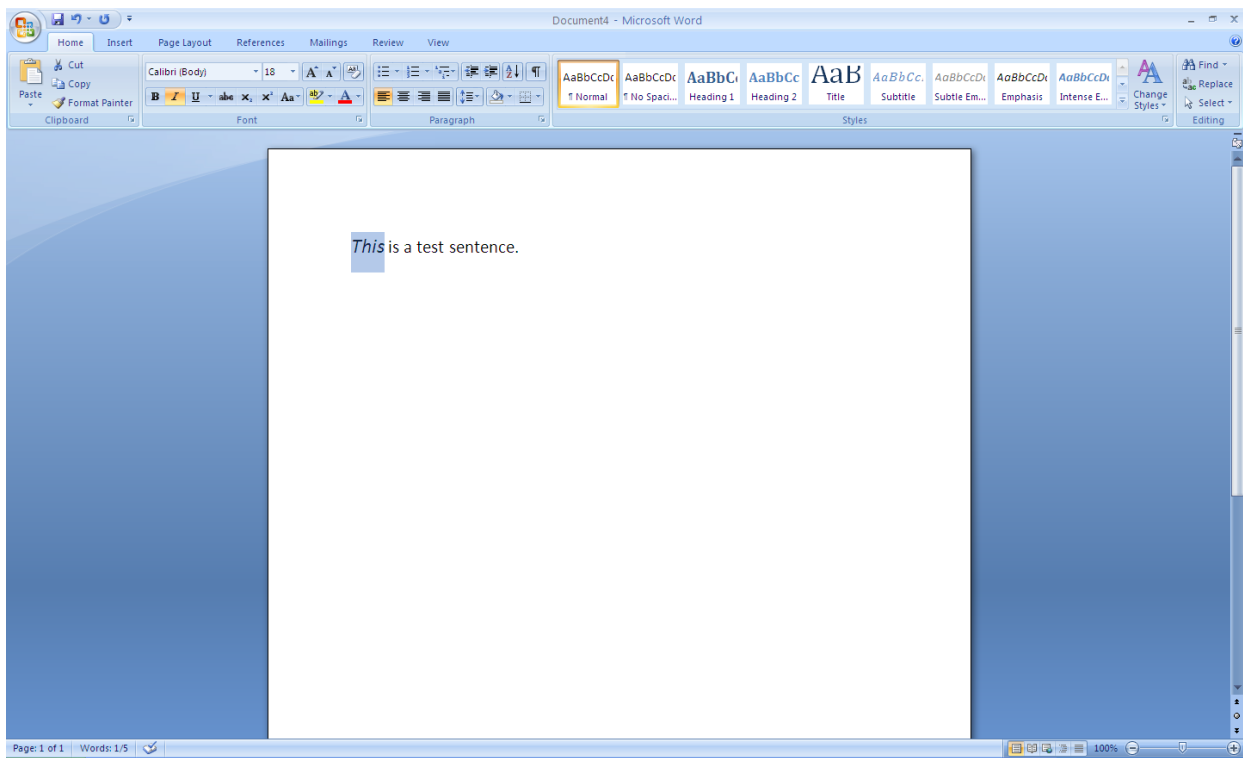 Document4 - Microsoft Word
Home Insert Page Layout References Mailings Review View
Paste
Cut
Copy
Format Painter
Clipboard
Calibri (Body) 18 A A Aa
B I U abc x₂ x² Aa ab A
Font
Paragraph
AaBbCcDc AaBbCcDc AaBbC AaBbCc AaB AaBbCc. AaBbCcDc AaBbCcDc AaBbCcDc
¶ Normal ¶ No Spaci... Heading 1 Heading 2 Title Subtitle Subtle Em... Emphasis Intense E...
Change
Styles
Styles
Find
Replace
Select
Editing
This is a test sentence.
Page: 1 of 1 Words: 1/5 100%